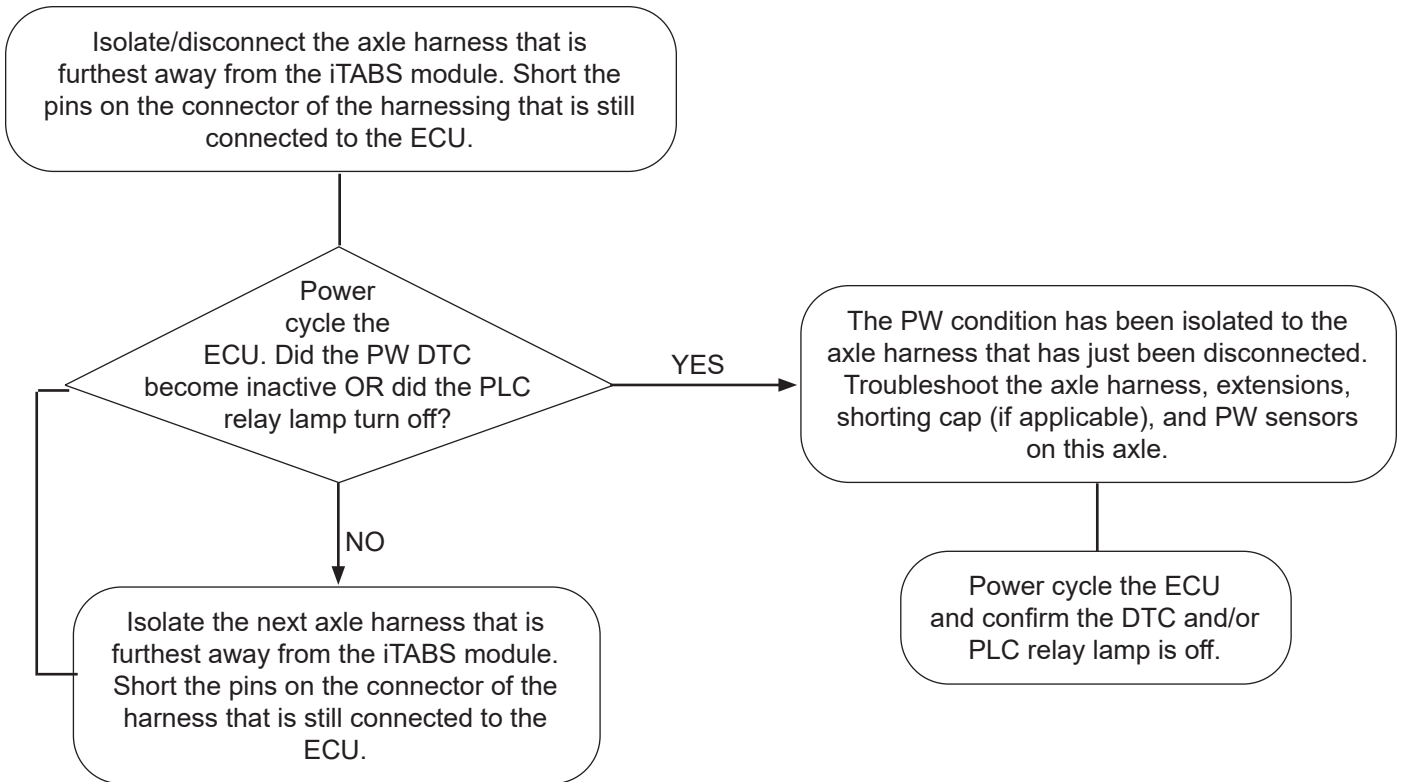 Isolate/disconnect the axle harness that is
furthest away from the iTABS module. Short the
pins on the connector of the harnessing that is still
connected to the ECU.
Power
cycle the
ECU. Did the PW DTC
become inactive OR did the PLC
relay lamp turn off?
YES
The PW condition has been isolated to the
axle harness that has just been disconnected.
Troubleshoot the axle harness, extensions,
shorting cap (if applicable), and PW sensors
on this axle.
NO
Power cycle the ECU
and confirm the DTC and/or
PLC relay lamp is off.
Isolate the next axle harness that is
furthest away from the iTABS module.
Short the pins on the connector of the
harness that is still connected to the
ECU.